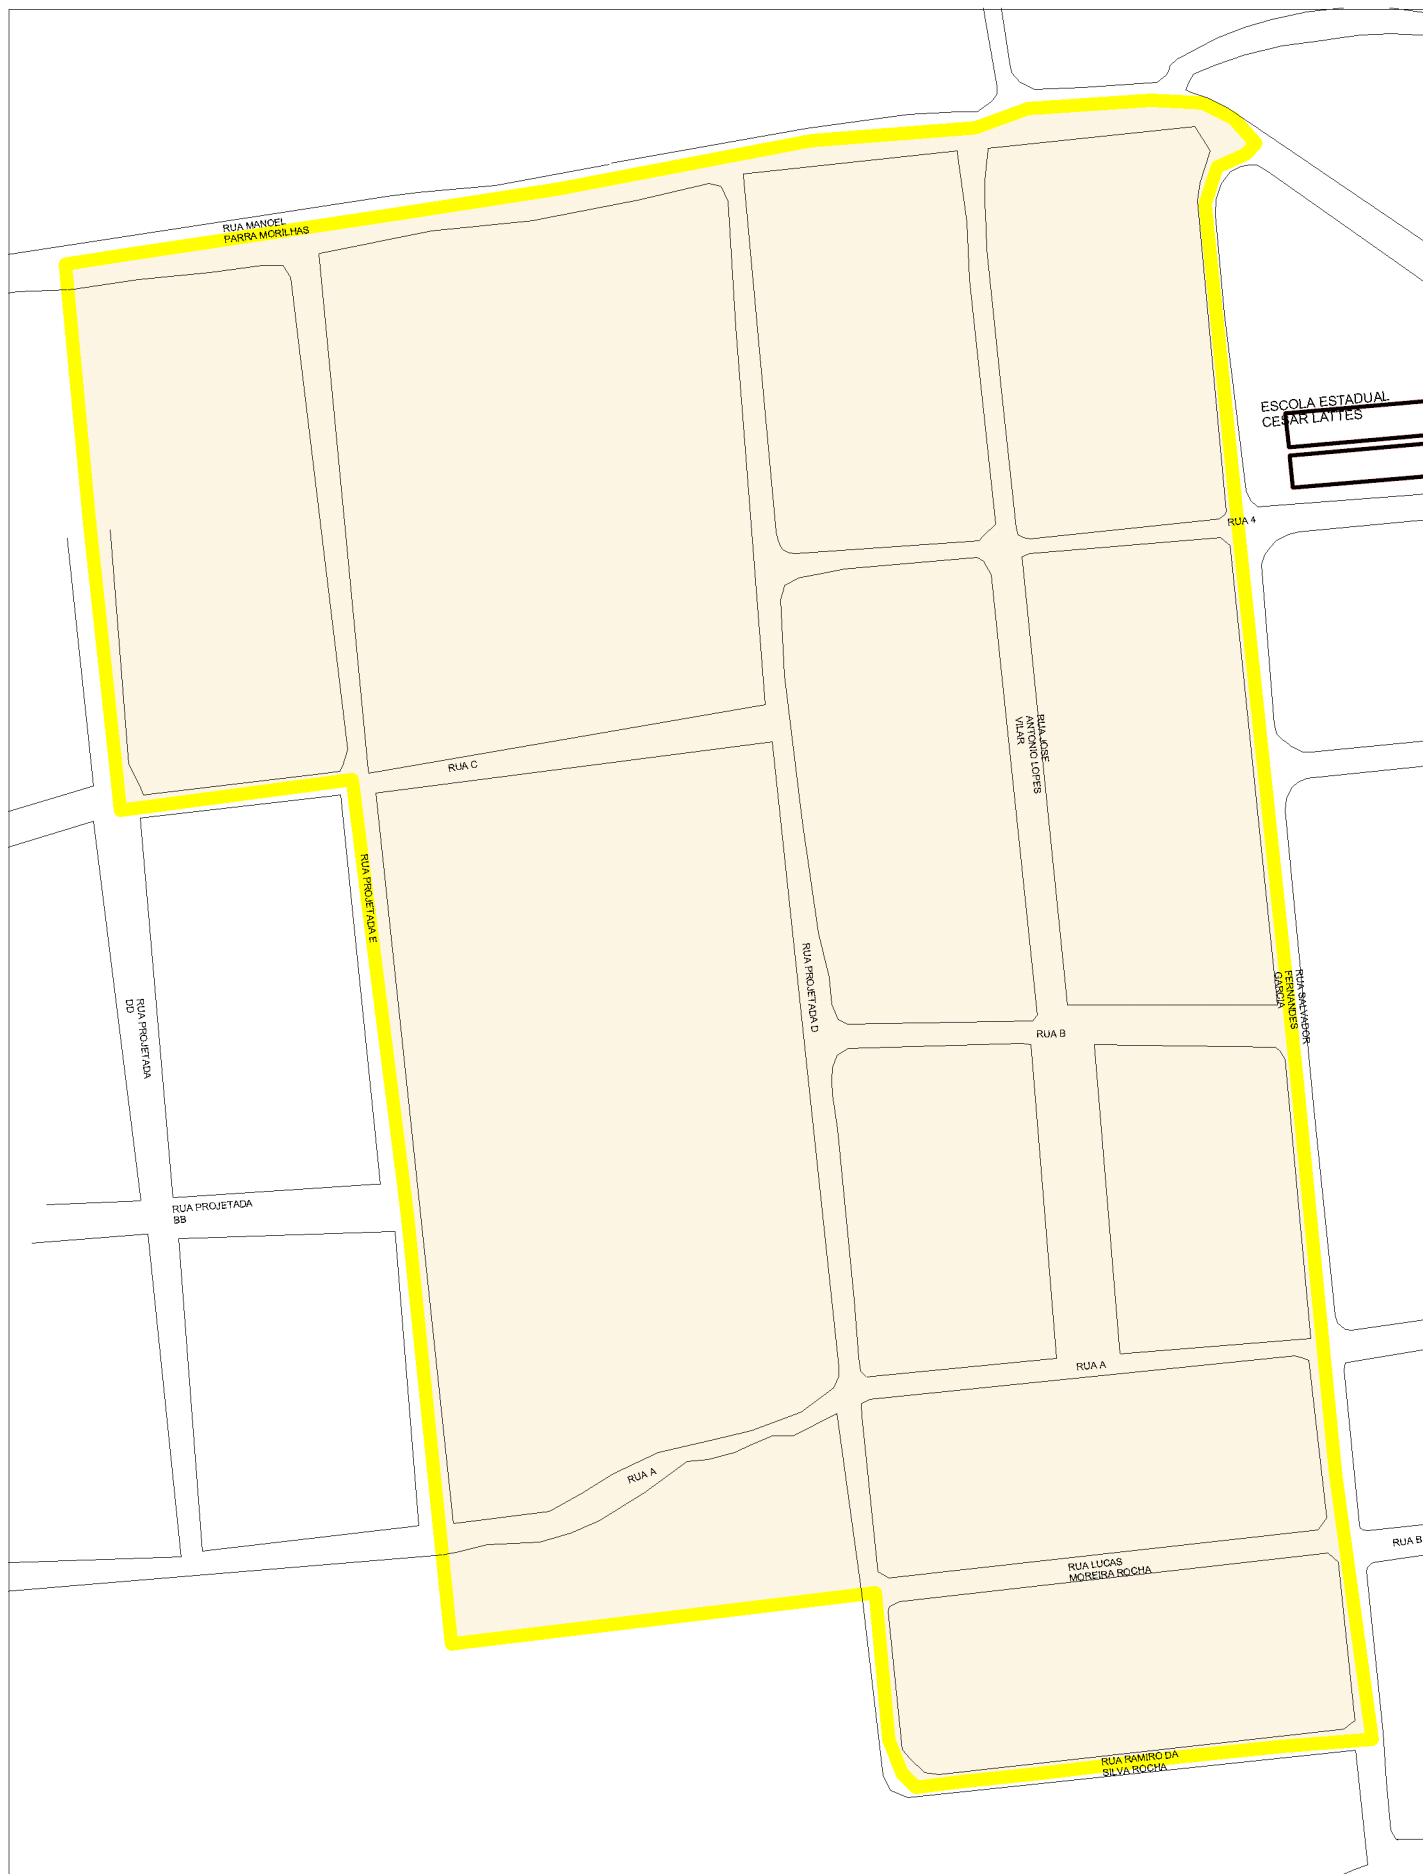 RUA MANOEL
PARRA MORILHAS
ESCOLA ESTADUAL
CESAR LATTES
RUA 4
RUA JOSE
ANTONIO LOPES
VILAR
RUA C
RUA PROJETADA E
RUA PROJETADA D
RUA SALVADOR
FERNANDES
GARCIA
RUA PROJETADA
DD
RUA B
RUA PROJETADA
BB
RUA A
RUA A
RUA B
RUA LUCAS
MOREIRA ROCHA
RUA RAMIRO DA
SILVA ROCHA